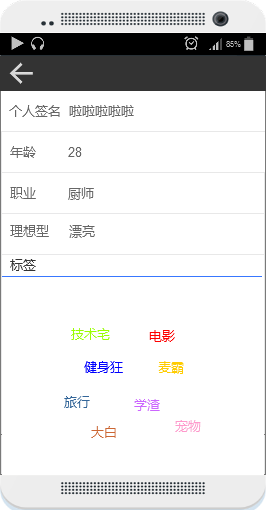 85%
个人签名 啦啦啦啦啦
年龄 28
职业 厨师
理想型 漂亮
标签
技术宅 电影
健身狂 麦霸
旅行 学渣
大白 宠物